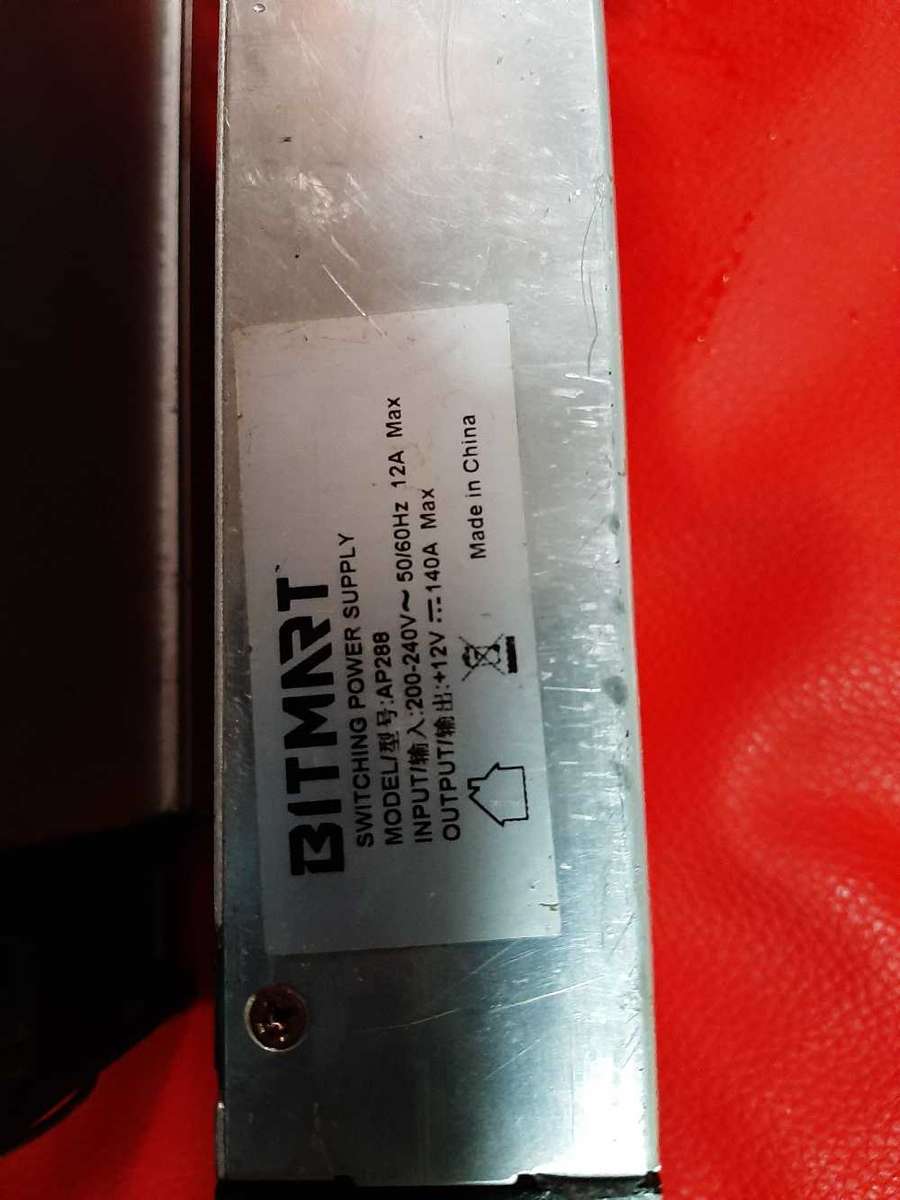 BITMART
SWITCHING POWER SUPPLY
MODEL/型号:AP288
INPUT/输入:200-240V～ 50/60Hz 12A Max
OUTPUT/输出:+12V⎓140A Max
Made in China